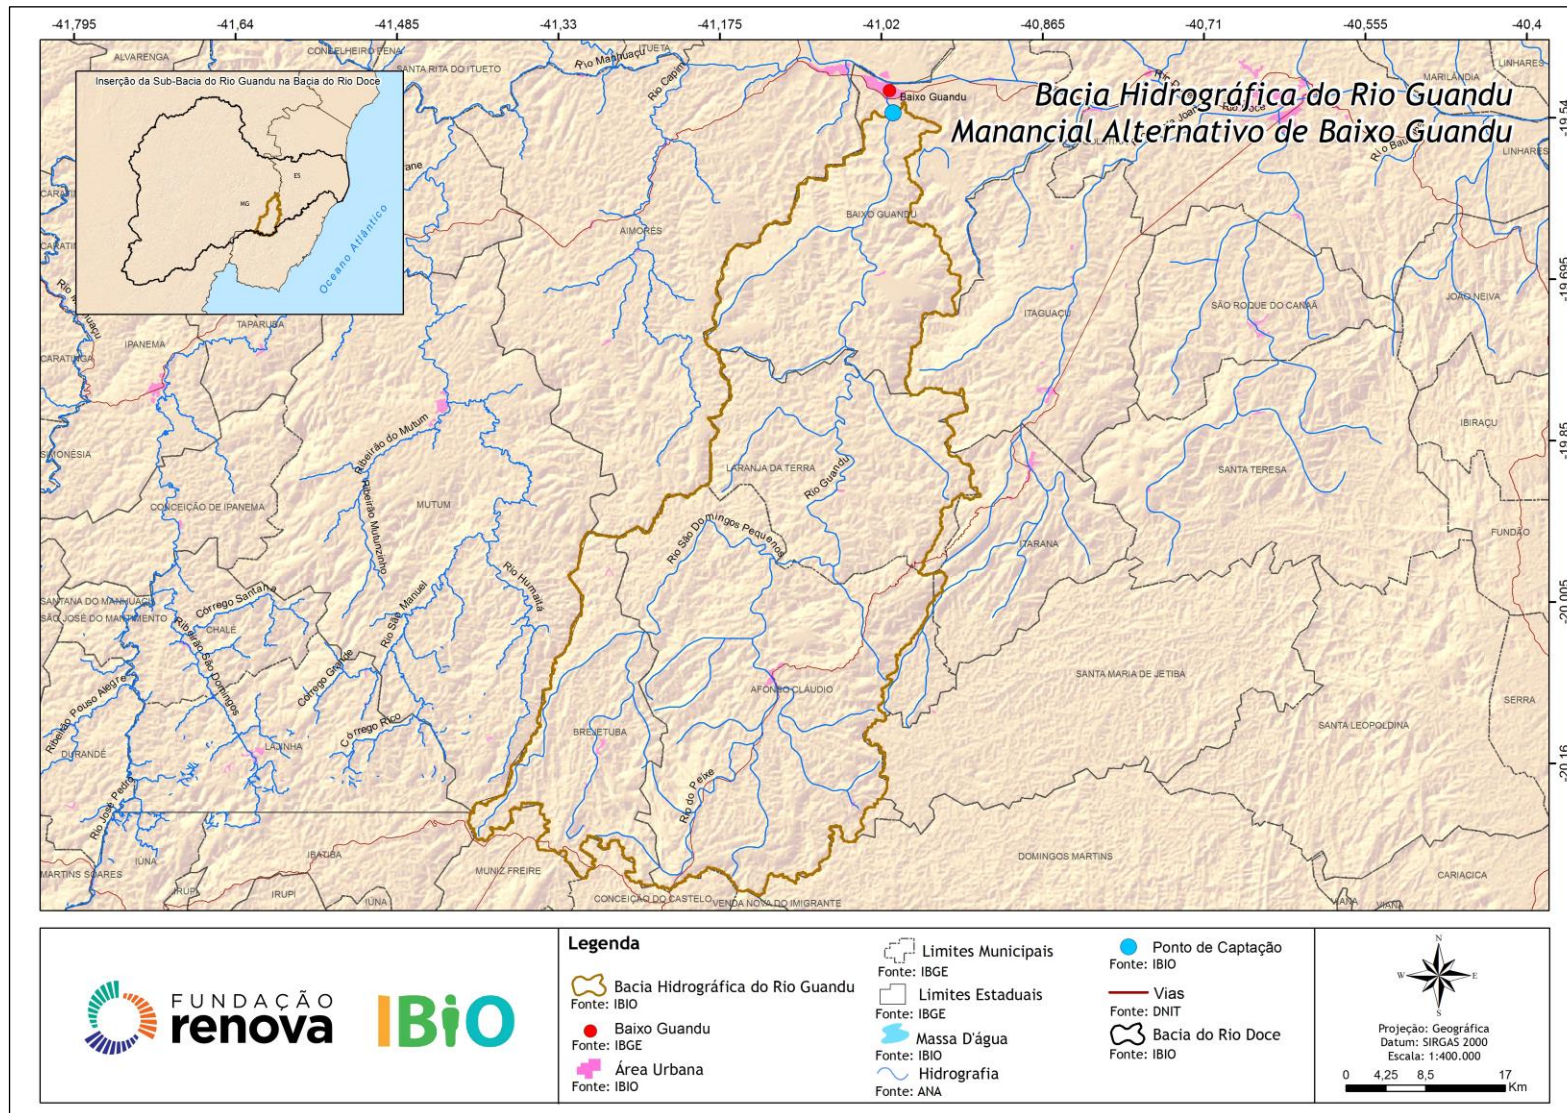 -41,795
-41,64
-41,485
-41,33
-41,175
-41,02
-40,865
-40,71
-40,555
-40,4
-19,54
-19,695
-19,85
-20,005
-20,16
Bacia Hidrográfica do Rio Guandu
Manancial Alternativo de Baixo Guandu
Inserção da Sub-Bacia do Rio Guandu na Bacia do Rio Doce
ES
MG
Oceano Atlântico
ALVARENGA
CONSELHEIRO PENA
SANTA RITA DO ITUETO
ITUETA
Rio Manhuaçu
Rio Capim
Baixo Guandu
MARILÂNDIA
LINHARES
Rio Doce
LINHARES
BAIXO GUANDU
AIMORÉS
TAPARUBA
IPANEMA
CARATINGA
ITAGUAÇU
SÃO ROQUE DO CANAÃ
JOÃO NEIVA
IBIRAÇU
SIMONÉSIA
Ribeirão do Mutum
Ribeirão Mutunzinho
MUTUM
CONCEIÇÃO DE IPANEMA
LARANJA DA TERRA
Rio Guandu
Rio São Domingos Pequenos
SANTA TERESA
FUNDÃO
ITARANA
Rio Humaitá
SANTANA DO MANHUAÇU
SÃO JOSÉ DO MANTIMENTO
Córrego Santana
CHALÉ
Ribeirão São Domingos
Rio São Manuel
Córrego Grande
Ribeirão Pouso Alegre
Córrego Rico
DURANDÉ
LAJINHA
Rio José Pedro
BREJETUBA
AFONSO CLÁUDIO
Rio do Peixe
SANTA MARIA DE JETIBÁ
SANTA LEOPOLDINA
SERRA
IÚNA
MARTINS SOARES
IRUPI
IRUPI
IÚNA
IBATIBA
MUNIZ FREIRE
CONCEIÇÃO DO CASTELO
VENDA NOVA DO IMIGRANTE
DOMINGOS MARTINS
CARIACICA
VIANA
VIANA
FUNDAÇÃO
renova
IBiO
Legenda
Bacia Hidrográfica do Rio Guandu
Fonte: IBIO
Baixo Guandu
Fonte: IBGE
Área Urbana
Fonte: IBIO
Limites Municipais
Fonte: IBGE
Limites Estaduais
Fonte: IBGE
Massa D'água
Fonte: IBIO
Hidrografia
Fonte: ANA
Ponto de Captação
Fonte: IBIO
Vias
Fonte: DNIT
Bacia do Rio Doce
Fonte: IBIO
N
W
E
S
Projeção: Geográfica
Datum: SIRGAS 2000
Escala: 1:400.000
0 4,25 8,5 17
Km